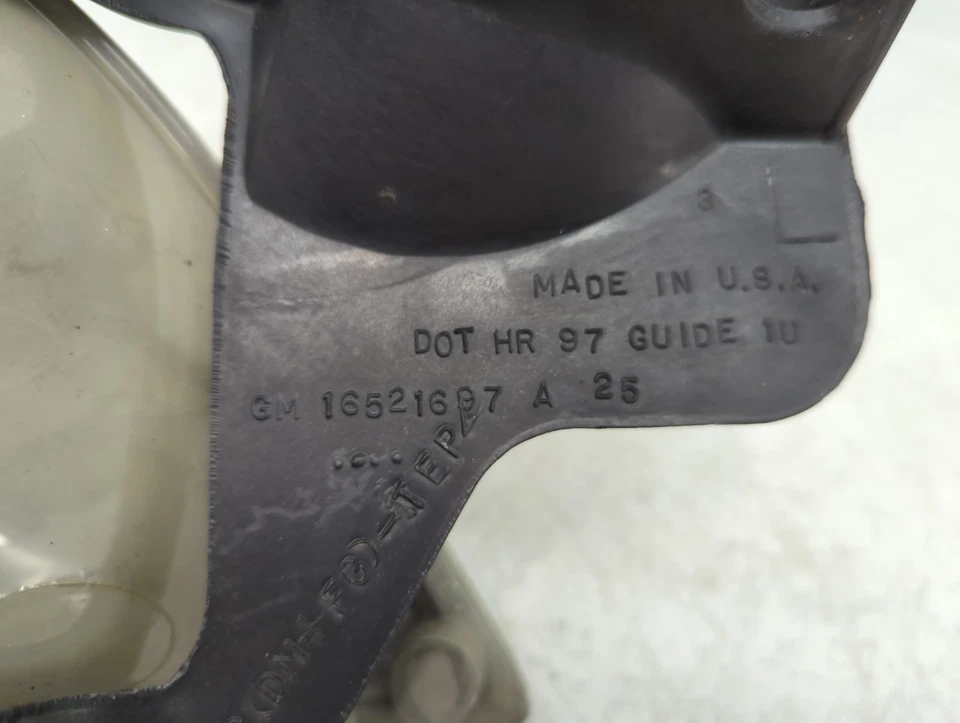 3
MADE IN U.S.A.
DOT HR 97 GUIDE 1U
GM 16521697 A 25